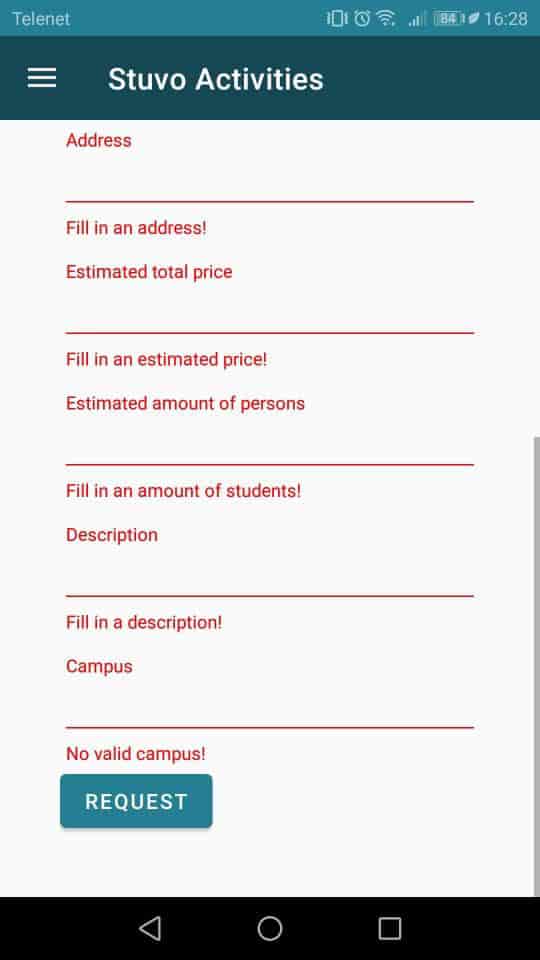 Telenet
84
16:28
Stuvo Activities
Address
Fill in an address!
Estimated total price
Fill in an estimated price!
Estimated amount of persons
Fill in an amount of students!
Description
Fill in a description!
Campus
No valid campus!
REQUEST